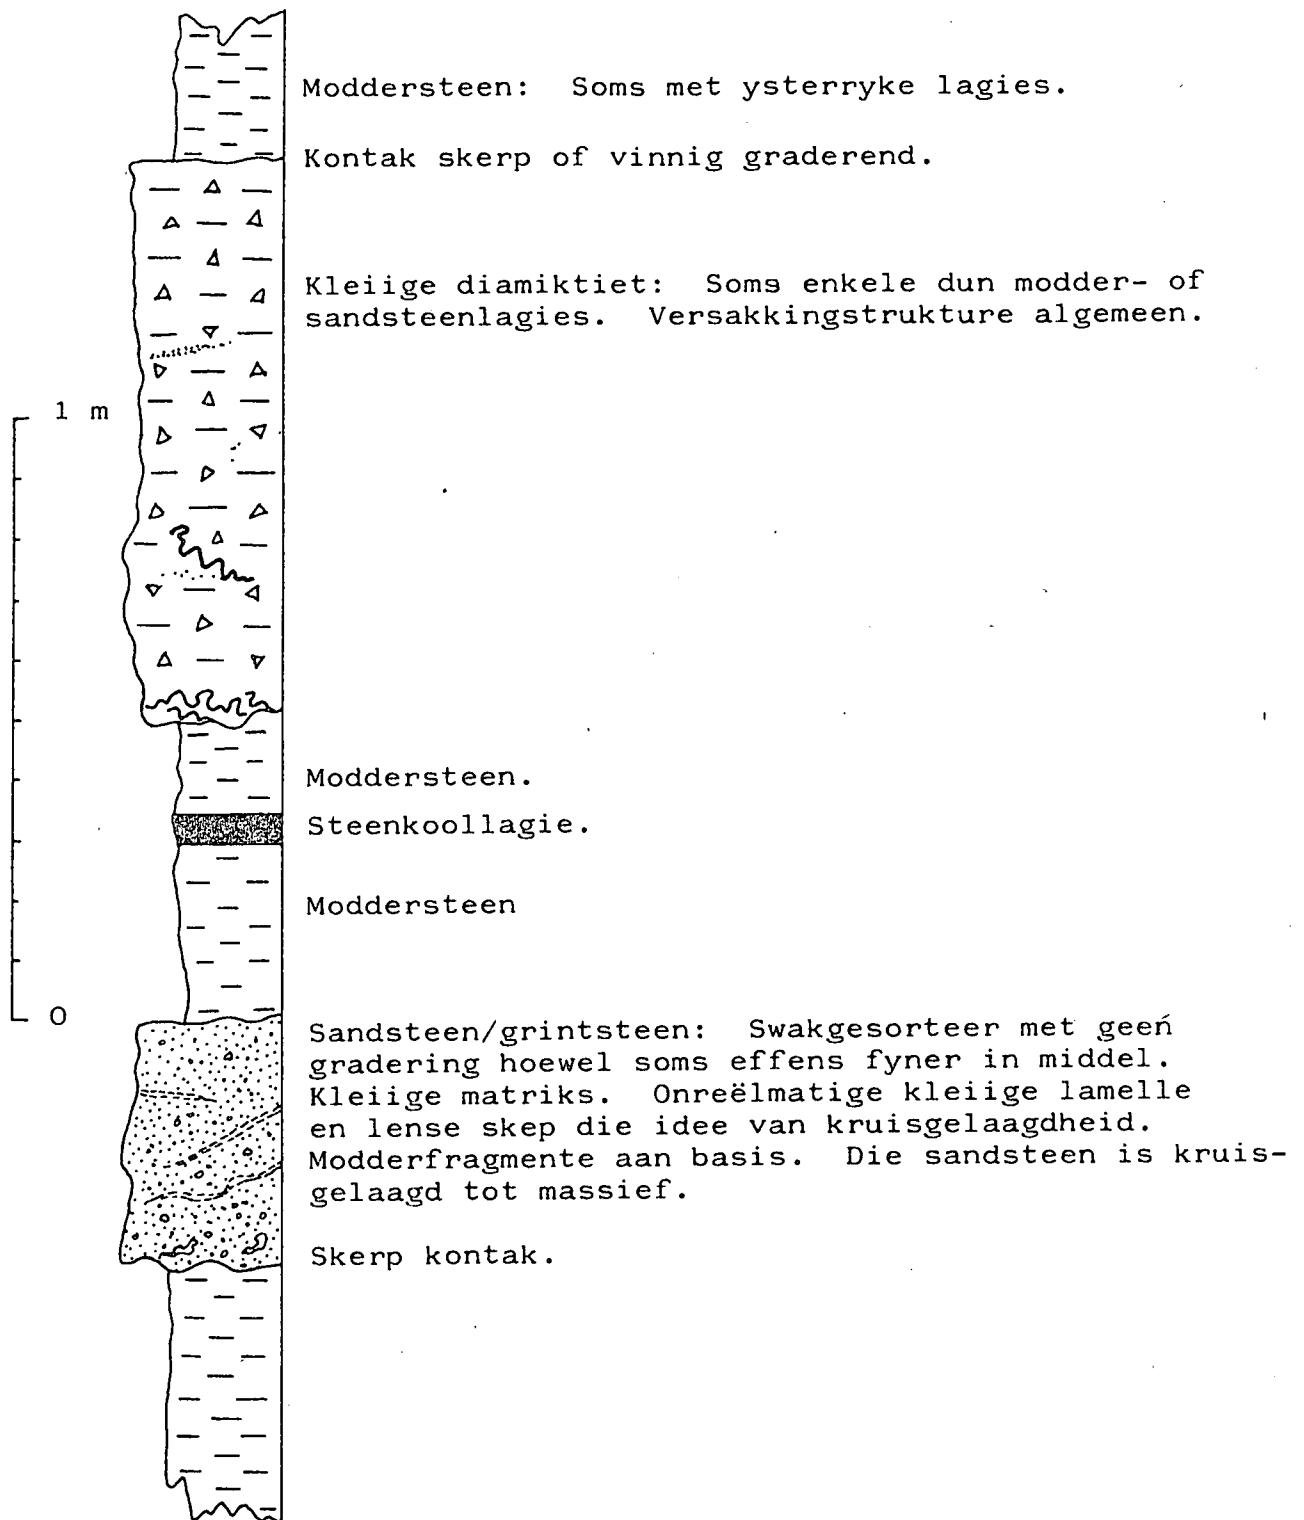 Moddersteen: Soms met ysterryke lagies.
Kontak skerp of vinnig graderend.
Kleiige diamiktiet: Soms enkele dun modder- of
sandsteenlagies. Versakkingstrukture algemeen.
1 m
Moddersteen.
Steenkoollagie.
Moddersteen
0
Sandsteen/grintsteen: Swakgesorteer met geen
gradering hoewel soms effens fyner in middel.
Kleiige matriks. Onreëlmatige kleiige lamelle
en lense skep die idee van kruisgelaagdheid.
Modderfragmente aan basis. Die sandsteen is kruis-
gelaagd tot massief.
Skerp kontak.